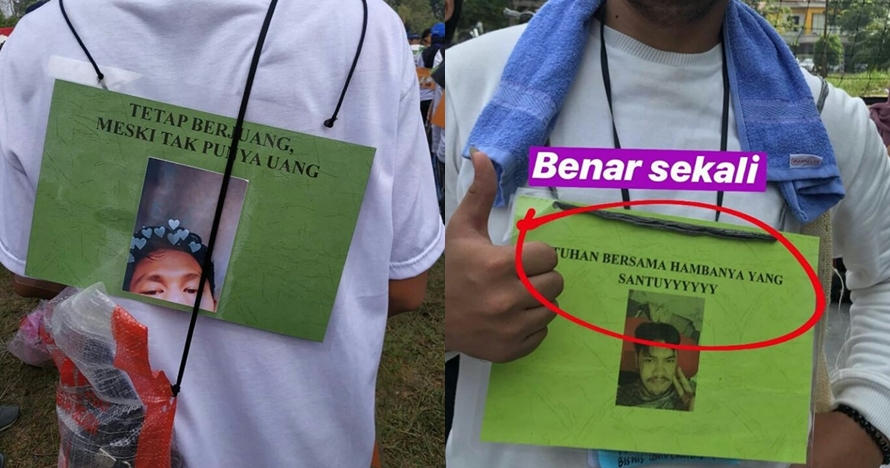 TETAP BERJUANG,
MESKI TAK PUNYA UANG
Benar sekali
TUHAN BERSAMA HAMBANYA YANG
SANTUYYYYYY